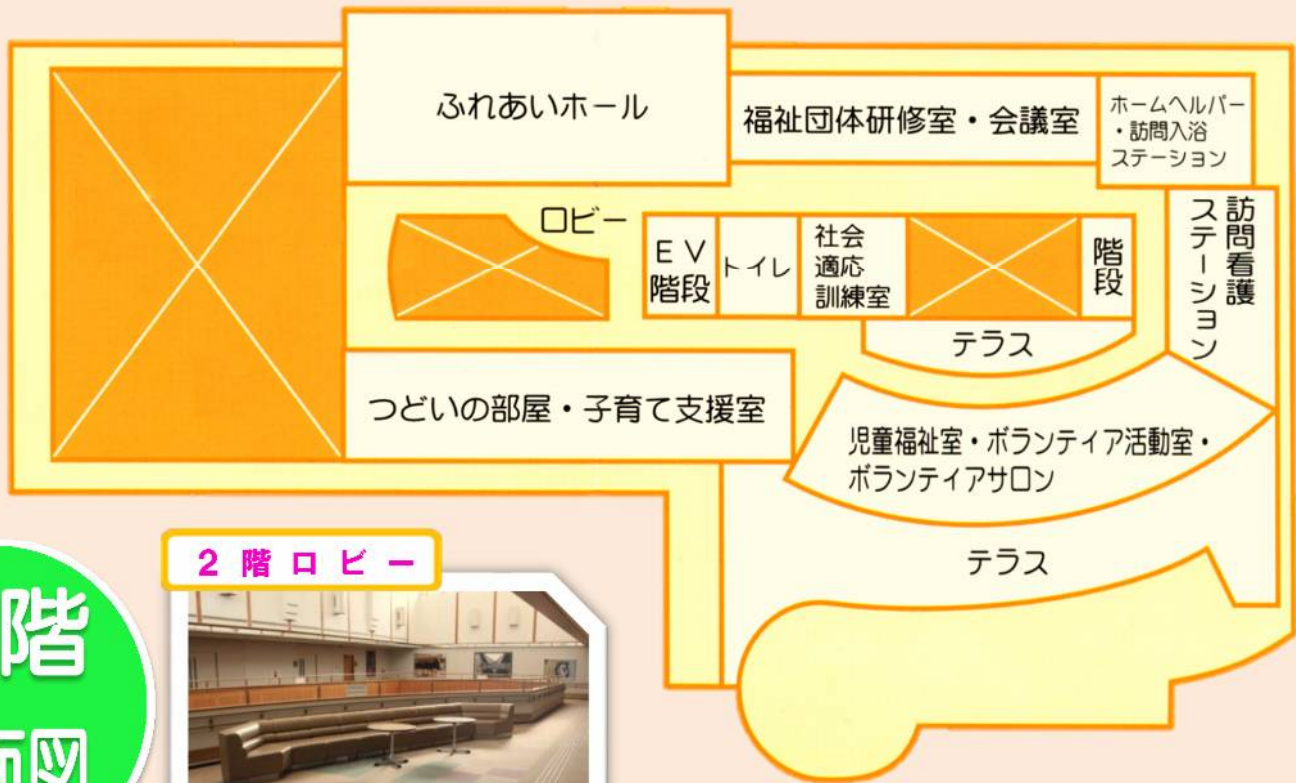 ふれあいホール
福祉団体研修室・会議室
ホームヘルパー
・訪問入浴
ステーション
ロビー
ＥＶ
階段
トイレ
社会
適応
訓練室
階段
訪問看護
ステーション
テラス
つどいの部屋・子育て支援室
児童福祉室・ボランティア活動室・
ボランティアサロン
テラス
２階ロビー
階
面図